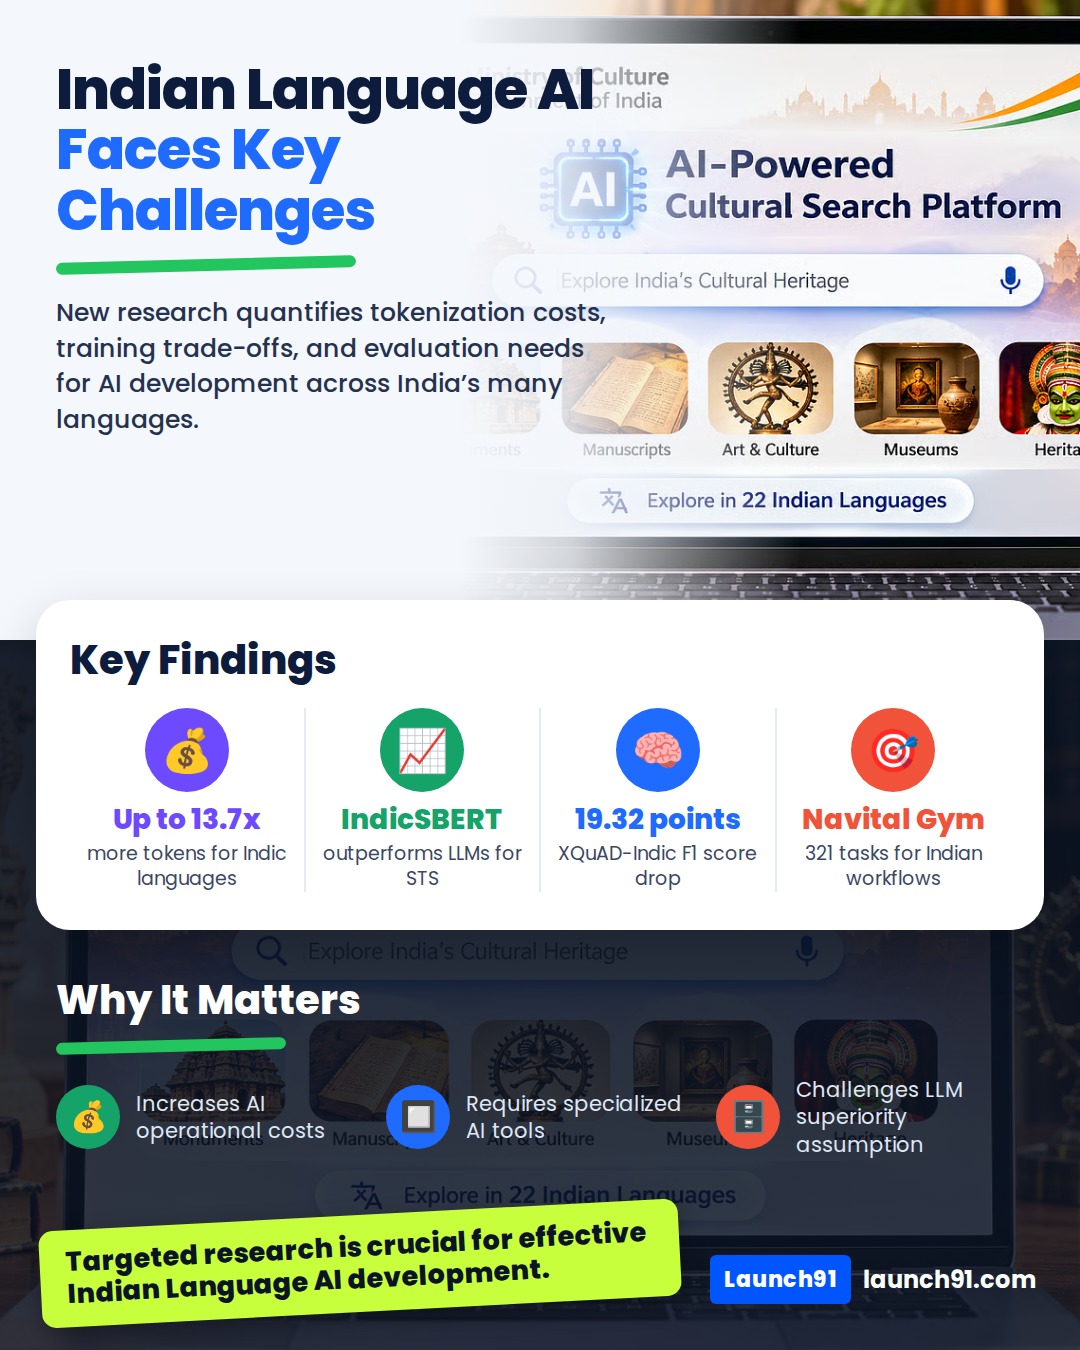 Indian Language AI
Faces Key
Challenges
New research quantifies tokenization costs,
training trade-offs, and evaluation needs
for AI development across India's many
languages.
of Culture
of India
AI
AI-Powered
Cultural Search Platform
Explore India's Cultural Heritage
Manuscripts
Art & Culture
Museums
Explore in 22 Indian Languages
Key Findings
Up to 13.7x
more tokens for Indic
languages
IndicSBERT
outperforms LLMs for
STS
19.32 points
XQuAD-Indic F1 score
drop
Navital Gym
321 tasks for Indian
workflows
Explore India's Cultural Heritage
Why It Matters
Increases AI
operational costs
Requires specialized
AI tools
Challenges LLM
superiority
assumption
Monuments
Art & Culture
Explore in 22 Indian Languages
Targeted research is crucial for effective
Indian Language AI development.
Launch91
launch91.com